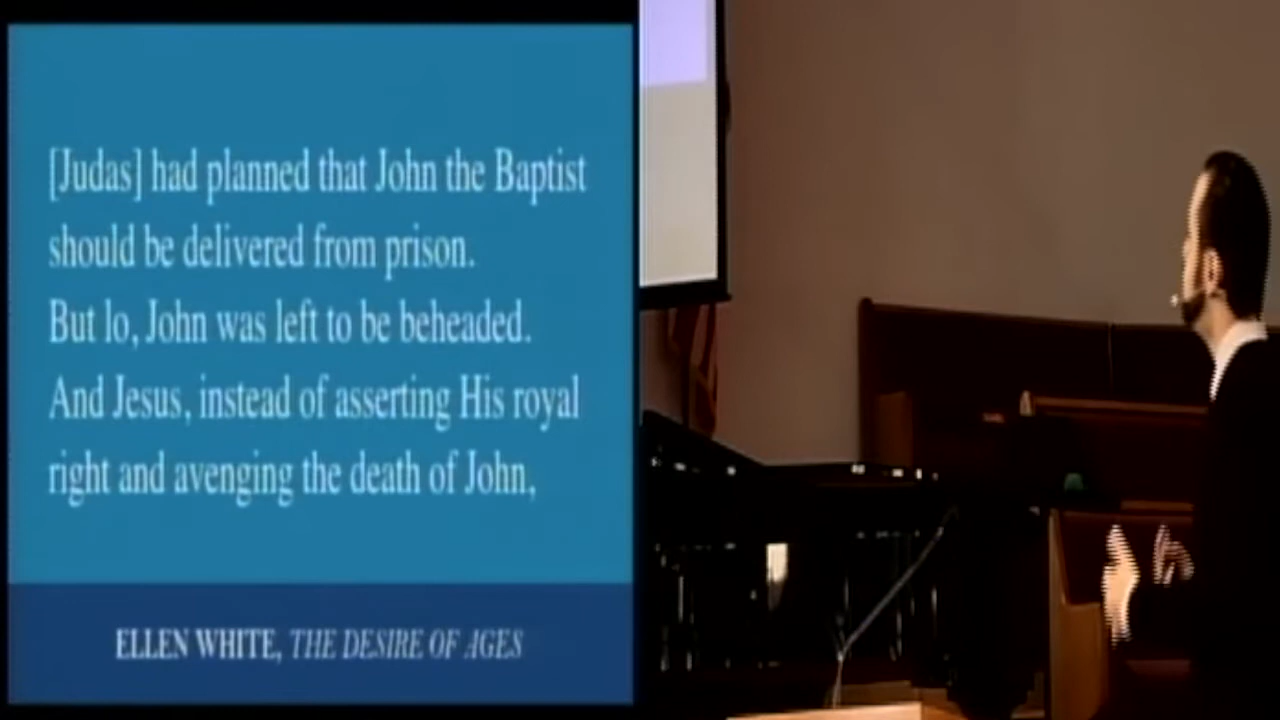 [Judas] had planned that John the Baptist
should be delivered from prison.
But lo, John was left to be beheaded.
And Jesus, instead of asserting His royal
right and avenging the death of John,
ELLEN WHITE, THE DESIRE OF AGES